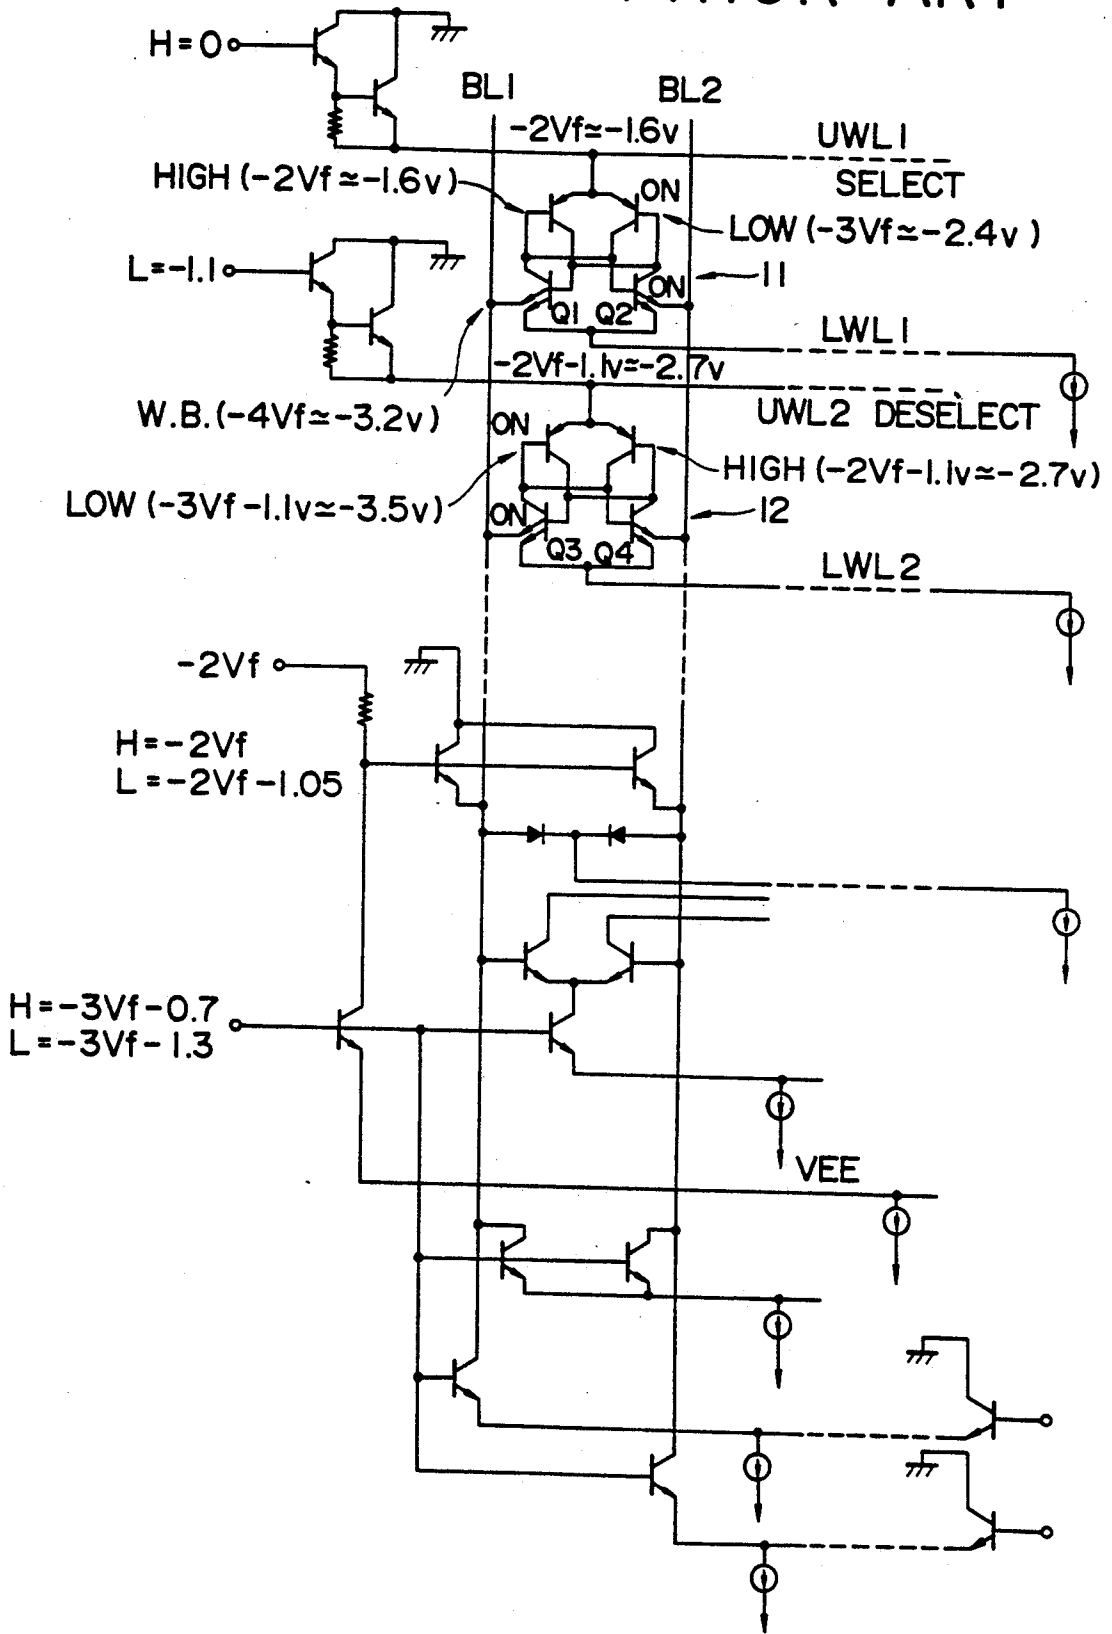 PRIOR ART
H=0
BL1
BL2
-2Vf≃-1.6v
UWL1
SELECT
HIGH (-2Vf≃-1.6v)
ON
LOW (-3Vf≃-2.4v)
L=-1.1
ON
11
Q1 Q2
LWL1
-2Vf-1.1v≃-2.7v
W.B. (-4Vf≃-3.2v)
UWL2 DESELECT
ON
HIGH (-2Vf-1.1v≃-2.7v)
LOW (-3Vf-1.1v≃-3.5v)
ON
12
Q3 Q4
LWL2
-2Vf
H=-2Vf
L=-2Vf-1.05
H=-3Vf-0.7
L=-3Vf-1.3
VEE